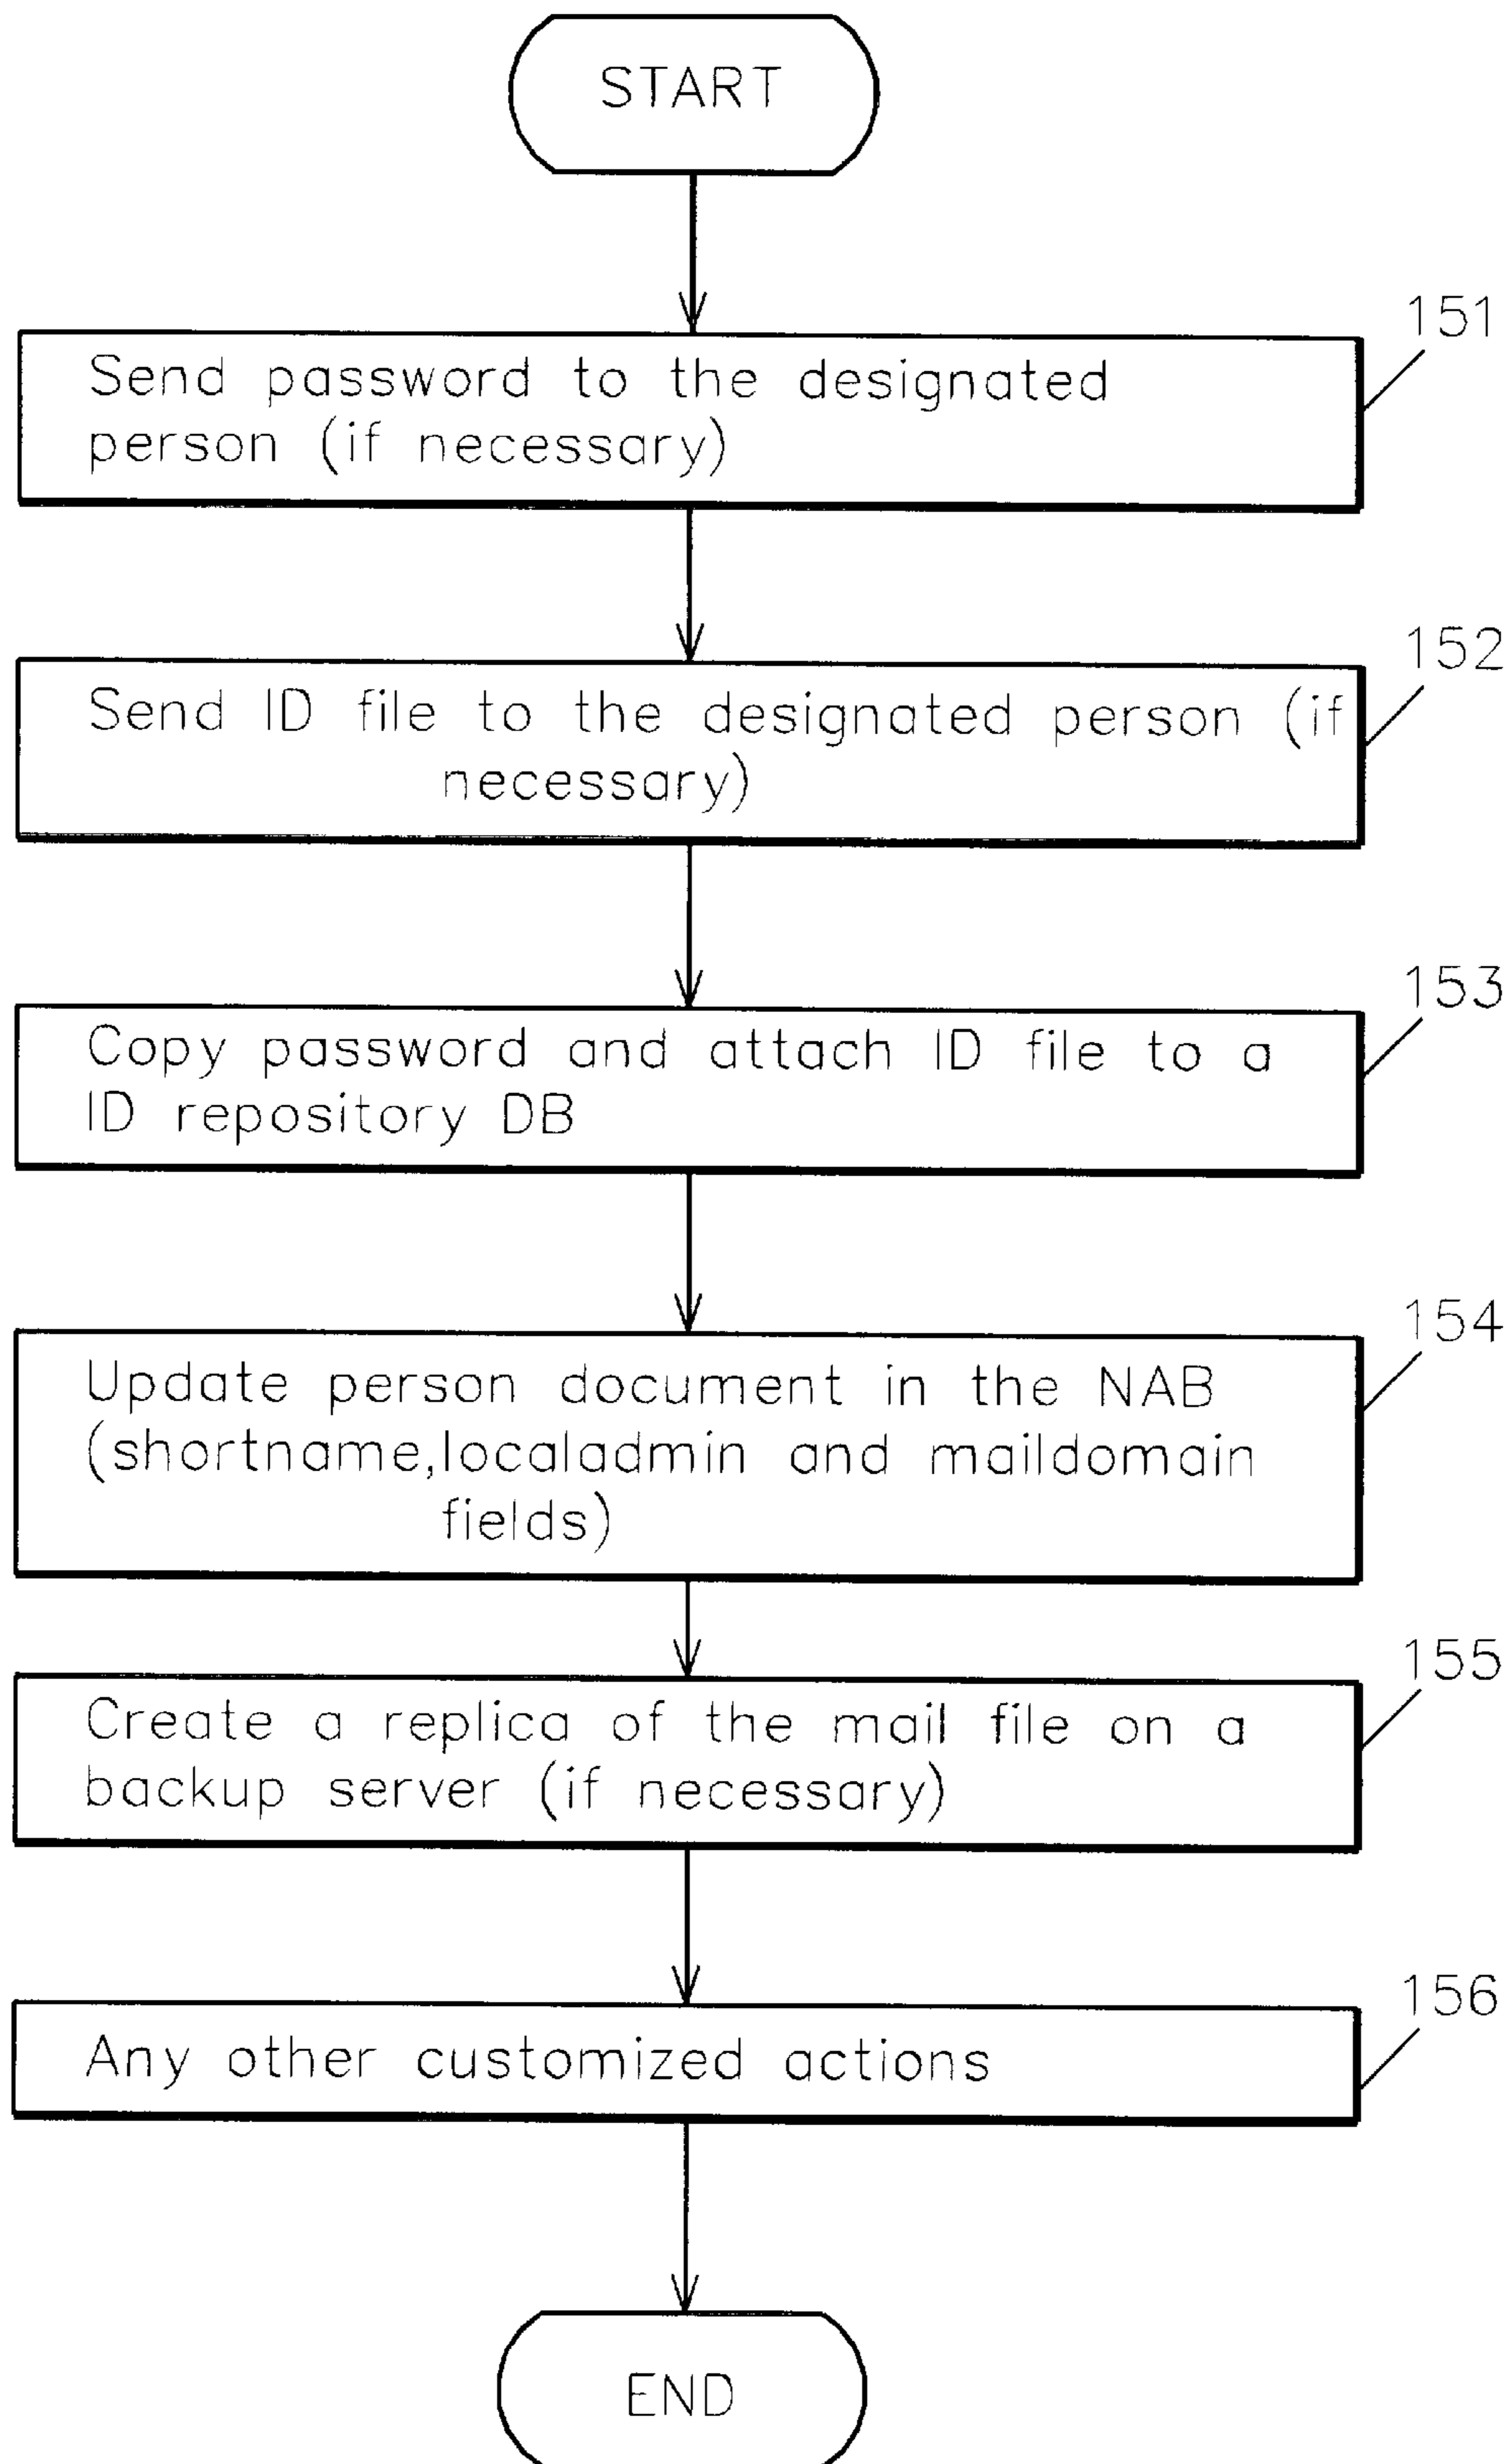 START
151
Send password to the designated
person (if necessary)
152
Send ID file to the designated person (if
necessary)
153
Copy password and attach ID file to a
ID repository DB
154
Update person document in the NAB
(shortname,localadmin and maildomain
fields)
155
Create a replica of the mail file on a
backup server (if necessary)
156
Any other customized actions
END